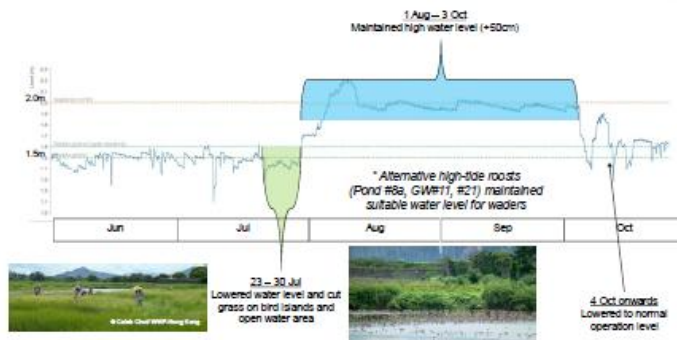 1 Aug – 3 Oct
Maintained high water level (+50cm)
2.0m
1.5m
* Alternative high-tide roosts
(Pond #8a, GW#11, #21) maintained
suitable water level for waders
Jun
Jul
Aug
Sep
Oct
23 – 30 Jul
Lowered water level and cut
grass on bird islands and
open water area
4 Oct onwards
Lowered to normal
operation level